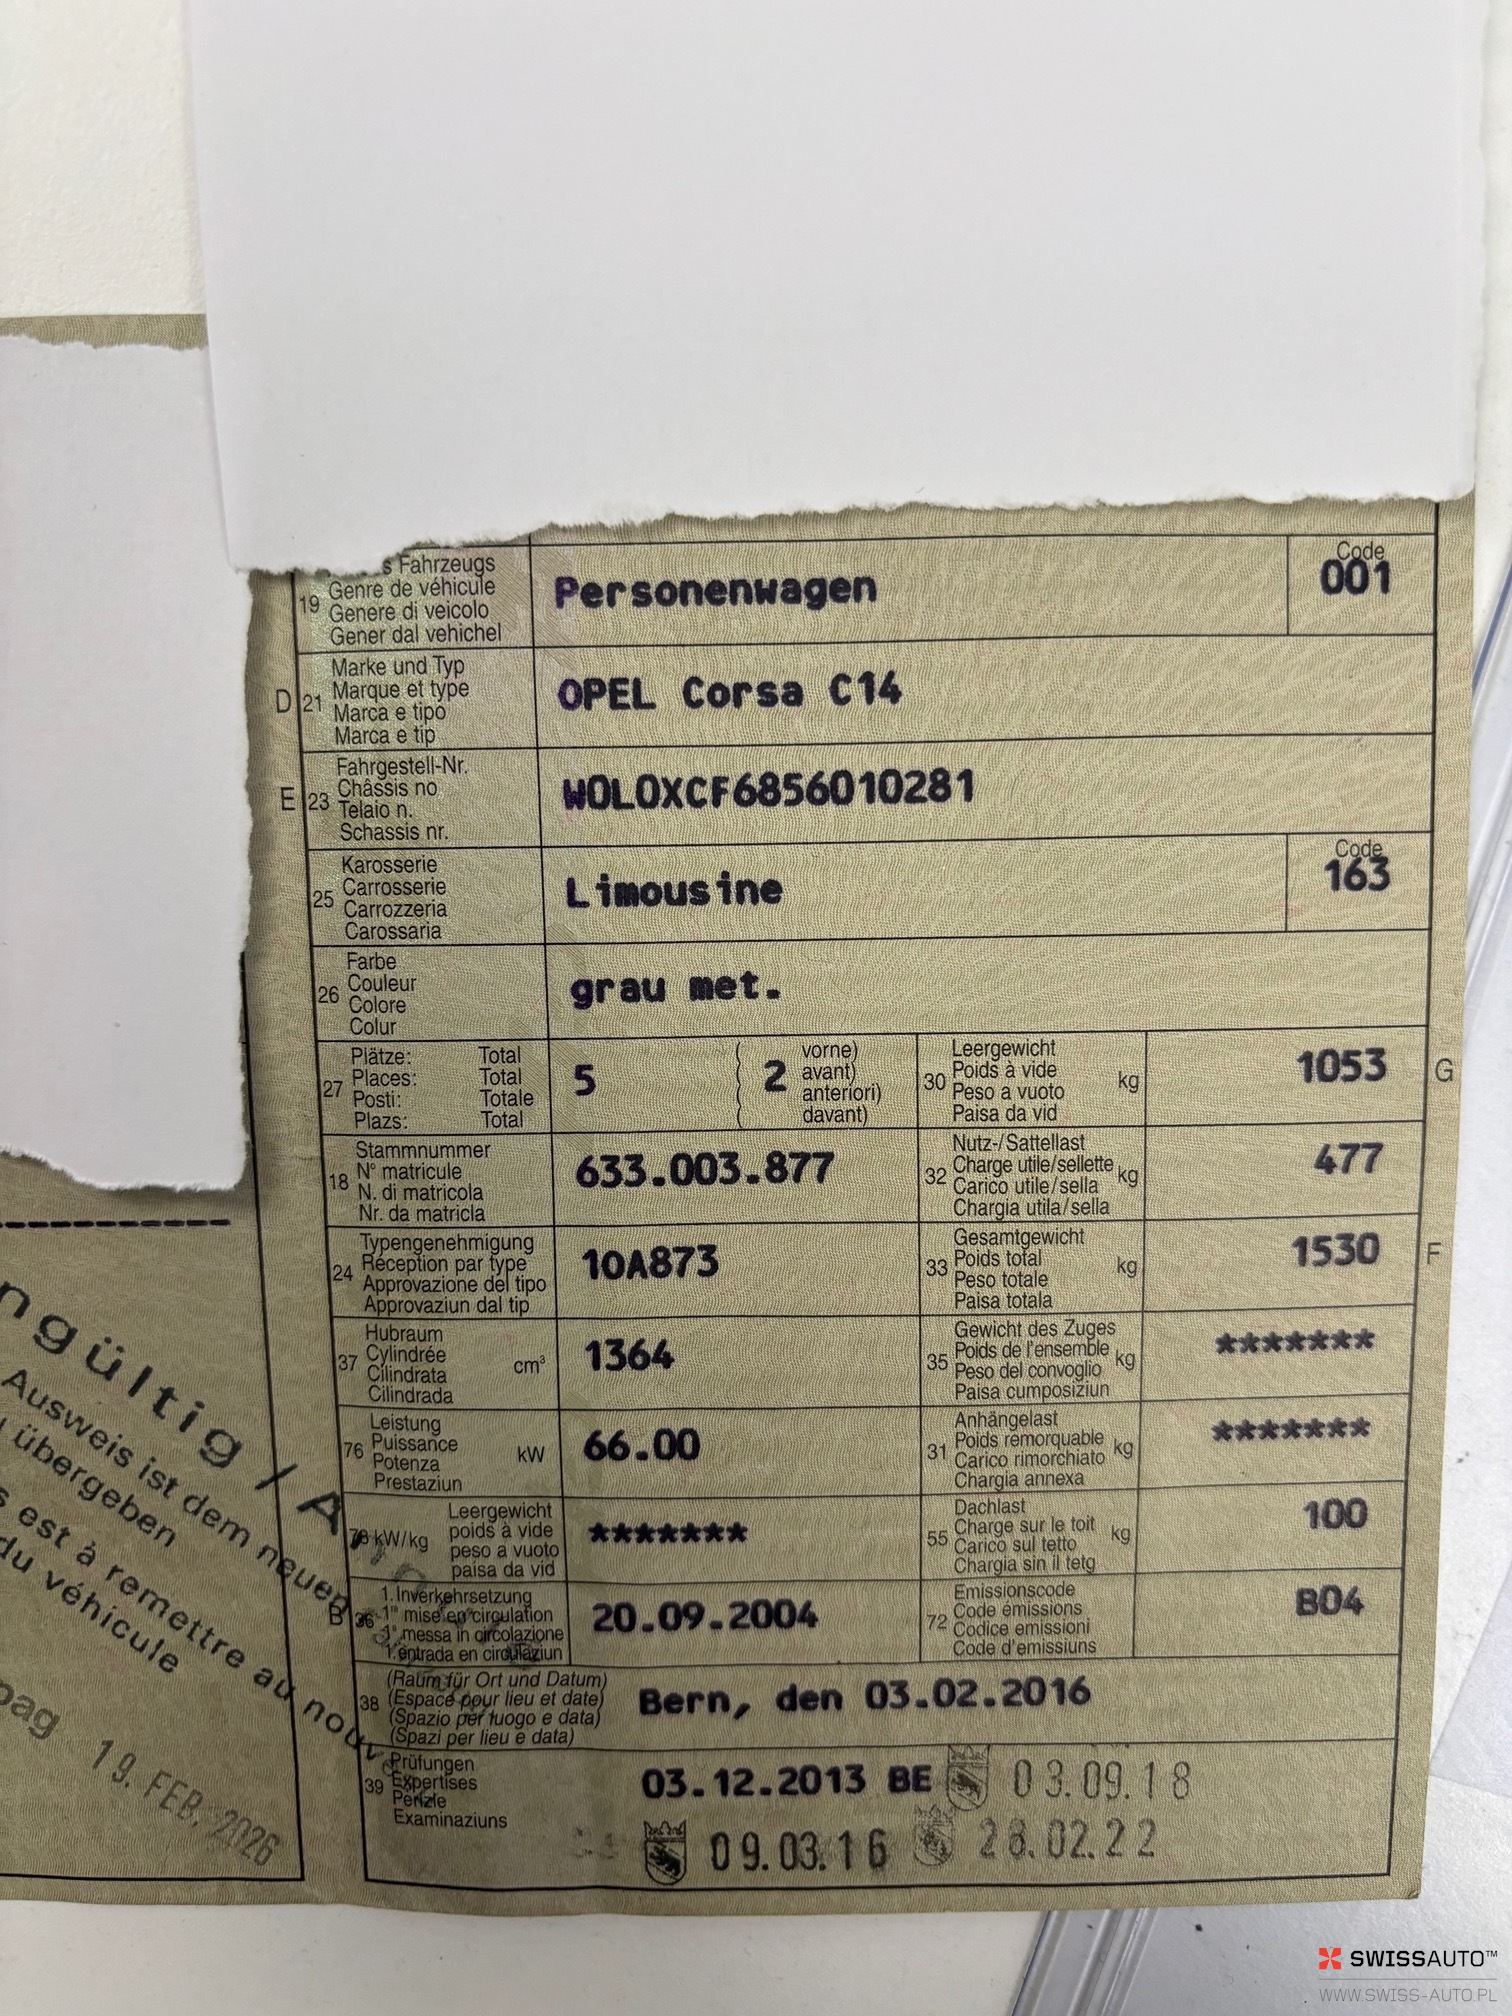 s Fahrzeugs
19 Genre de véhicule
Genere di veicolo
Gener dal vehichel
Personenwagen
Code
001
D 21 Marke und Typ
Marque et type
Marca e tipo
Marca e tip
OPEL Corsa C14
E 23 Fahrgestell-Nr.
Châssis no
Telaio n.
Schassis nr.
W0L0XCF6856010281
25 Karosserie
Carrosserie
Carrozzeria
Carossaria
Limousine
Code
163
26 Farbe
Couleur
Colore
Colur
grau met.
27 Plätze: Total
Places: Total
Posti: Totale
Plazs: Total
5 ( 2 vorne)
( avant)
( anteriori)
( davant)
30 Leergewicht
Poids à vide
Peso a vuoto
Paisa da vid
kg 1053 G
18 Stammnummer
N° matricule
N. di matricola
Nr. da matricla
633.003.877
32 Nutz-/Sattellast
Charge utile/sellette
Carico utile/sella
Chargia utila/sella
kg 477
24 Typengenehmigung
Réception par type
Approvazione del tipo
Approvaziun dal tip
10A873
33 Gesamtgewicht
Poids total
Peso totale
Paisa totala
kg 1530 F
37 Hubraum
Cylindrée
Cilindrata
Cilindrada
cm³ 1364
35 Gewicht des Zuges
Poids de l'ensemble
Peso del convoglio
Paisa cumposiziun
kg *******
76 Leistung
Puissance
Potenza
Prestaziun
kW 66.00
31 Anhängelast
Poids remorquable
Carico rimorchiato
Chargia annexa
kg *******
78 kW/kg Leergewicht
poids à vide
peso a vuoto
paisa da vid
*******
55 Dachlast
Charge sur le toit
Carico sul tetto
Chargia sin il tetg
kg 100
B 36 1. Inverkehrsetzung
1re mise en circulation
1a messa in circolazione
1. entrada en circulaziun
20.09.2004
72 Emissionscode
Code émissions
Codice emissioni
Code d'emissiuns
B04
38 (Raum für Ort und Datum)
(Espace pour lieu et date)
(Spazio per luogo e data)
(Spazi per lieu e data)
Bern, den 03.02.2016
39 Prüfungen
Expertises
Perizie
Examinaziuns
03.12.2013 BE 03.09.18
09.03.16 28.02.22
ngültig / A
Ausweis ist dem neuen
übergeben
est à remettre au nouv
du véhicule
19. FEB. 2026
SWISSAUTO™
WWW.SWISS-AUTO.PL